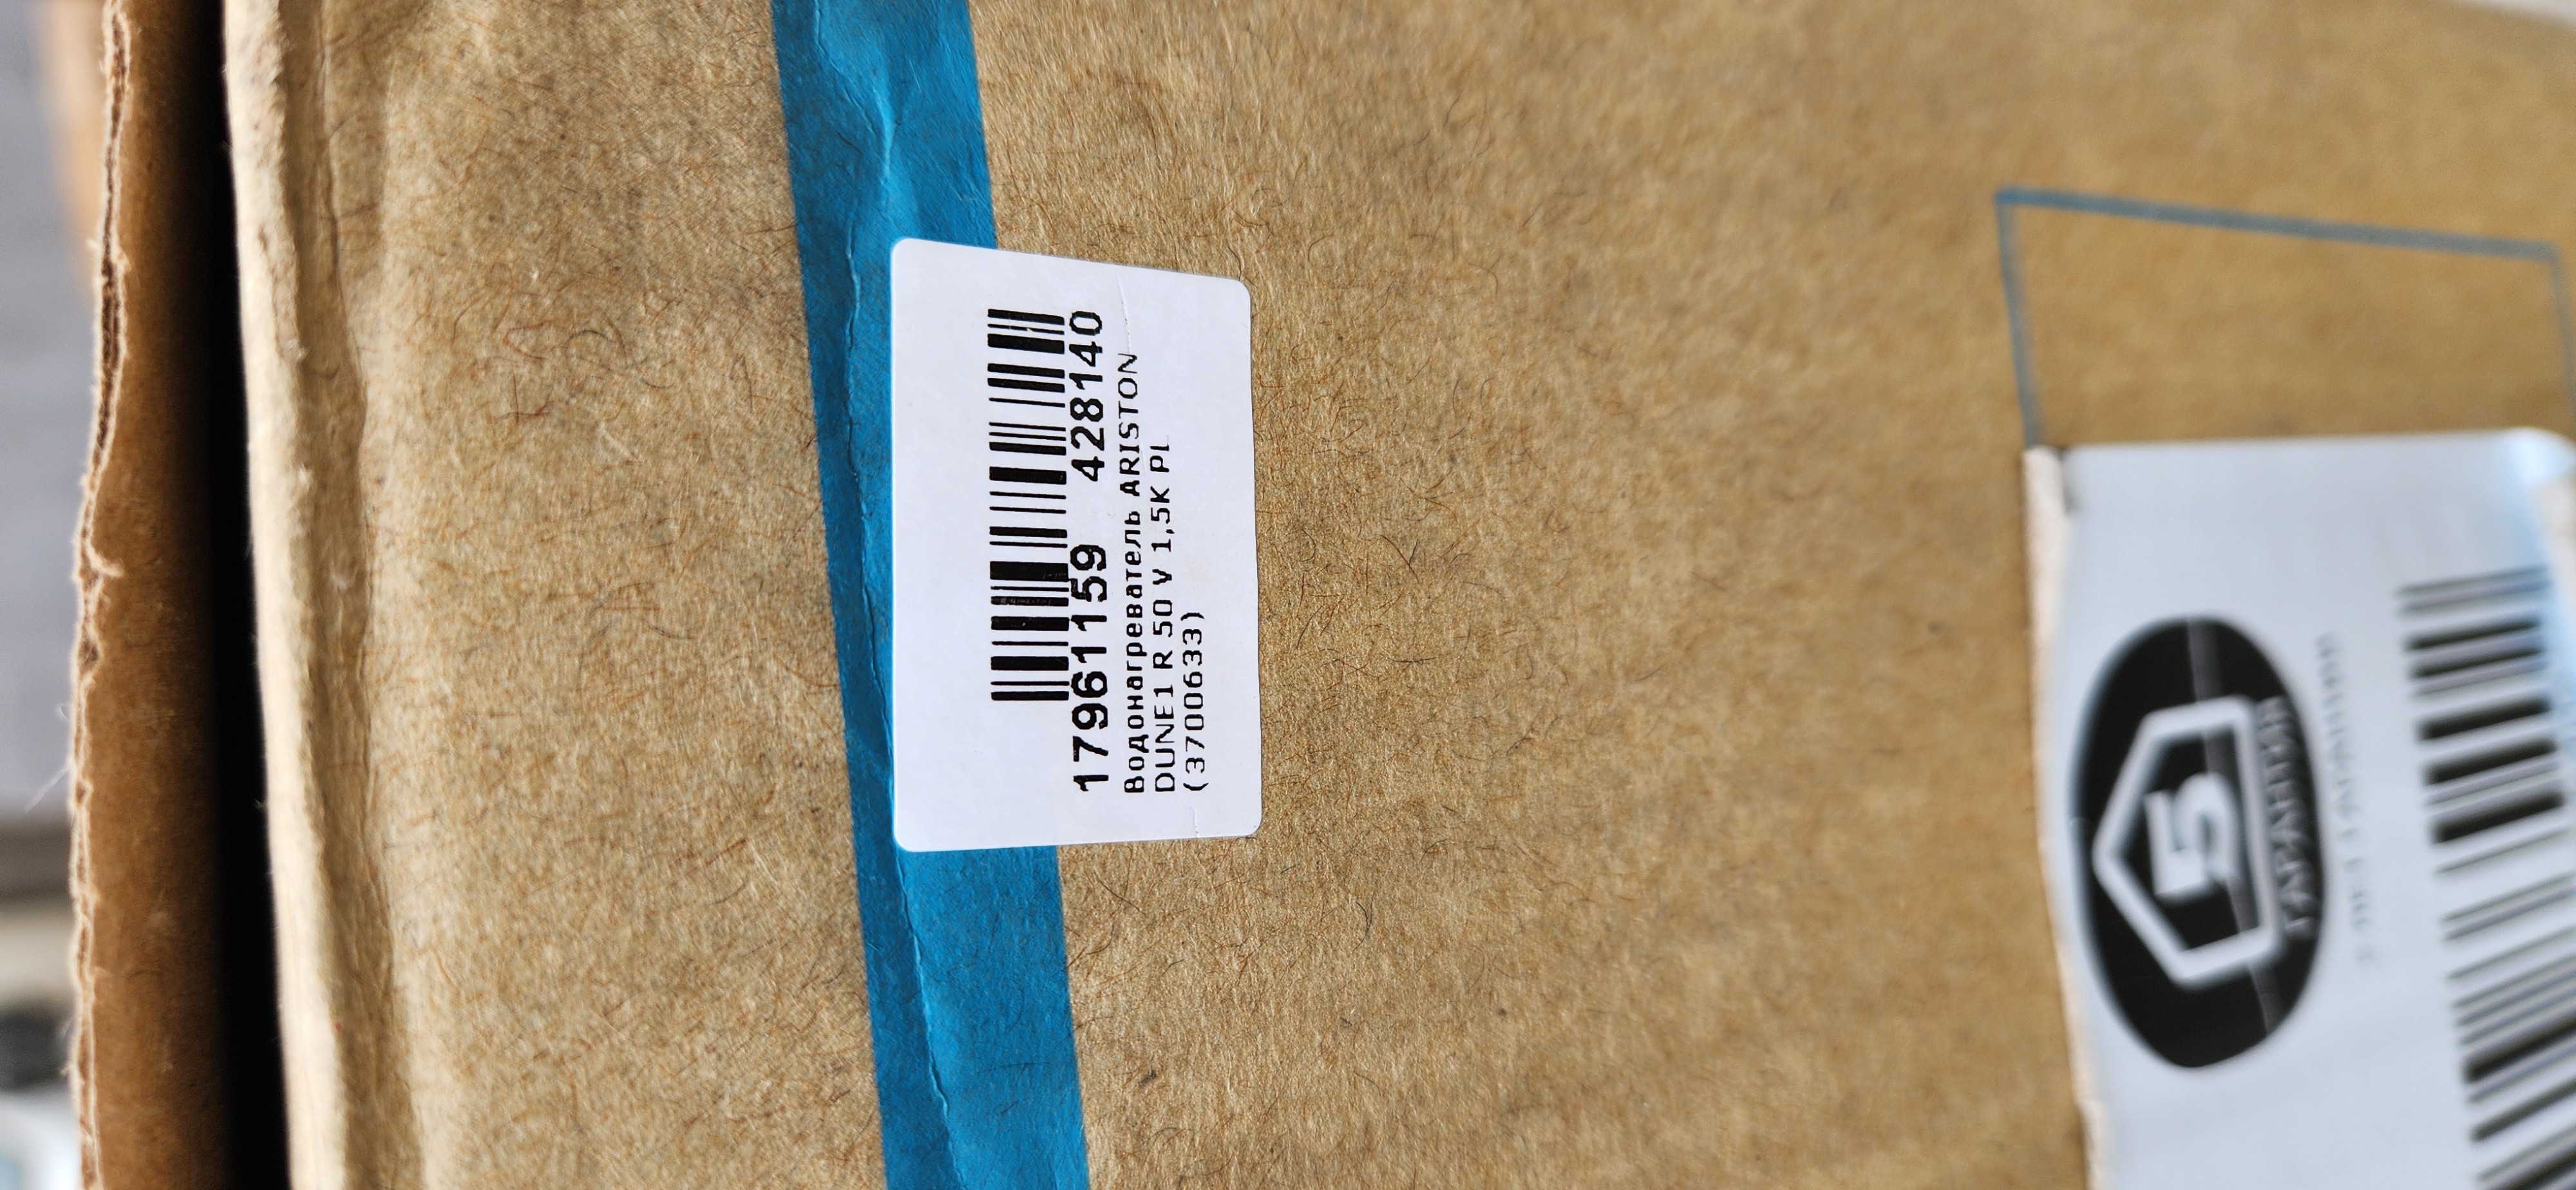 17961159 428140
Водонагреватель ARISTON
DUNE1 R 50 V 1,5K PL
(3700633)
5
ГАРАНТИЯ